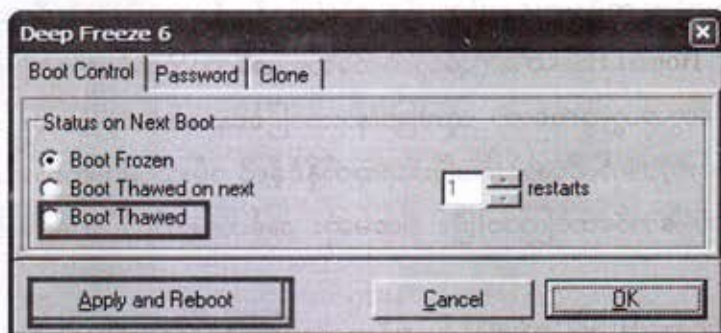 Deep Freeze 6
Boot Control Password Clone
Status on Next Boot
Boot Frozen
Boot Thawed on next 1 restarts
Boot Thawed
Apply and Reboot Cancel OK